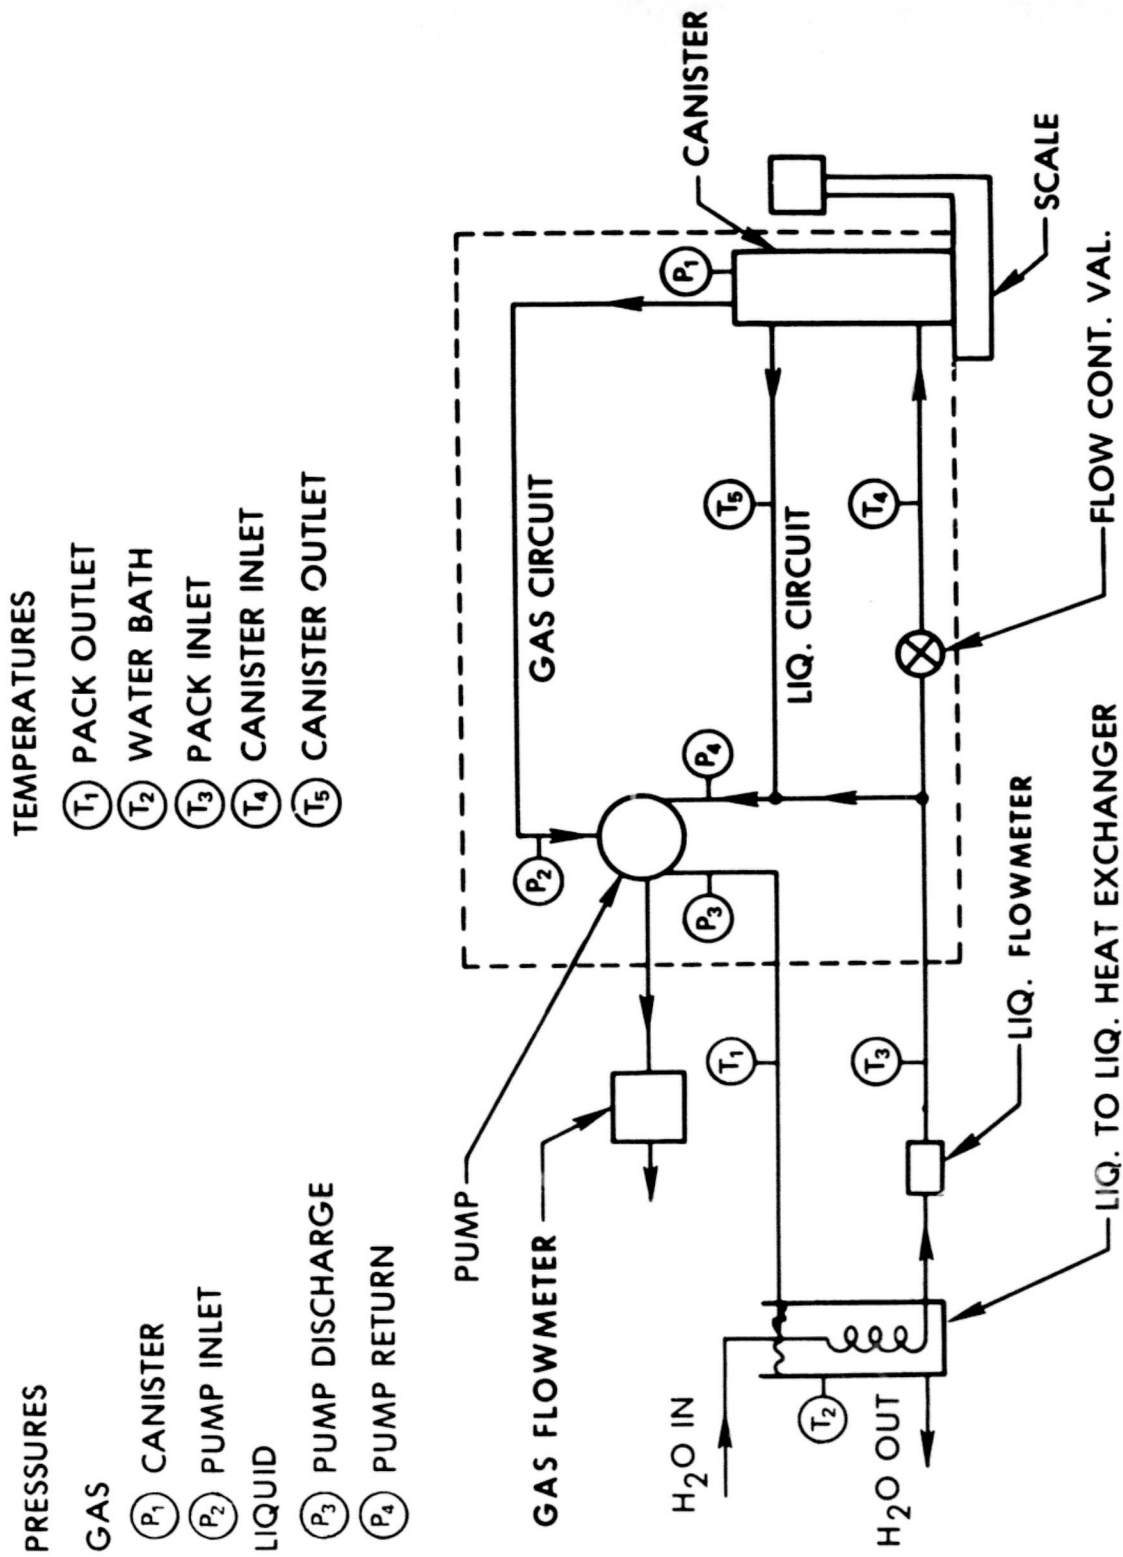 PRESSURES
GAS
P1 CANISTER
P2 PUMP INLET
LIQUID
P3 PUMP DISCHARGE
P4 PUMP RETURN
TEMPERATURES
T1 PACK OUTLET
T2 WATER BATH
T3 PACK INLET
T4 CANISTER INLET
T5 CANISTER OUTLET
PUMP
GAS FLOWMETER
P2
GAS CIRCUIT
P1
CANISTER
P3
P4
T5
LIQ. CIRCUIT
T4
T1
T3
H2O IN
T2
H2O OUT
SCALE
FLOW CONT. VAL.
LIQ. FLOWMETER
LIQ. TO LIQ. HEAT EXCHANGER